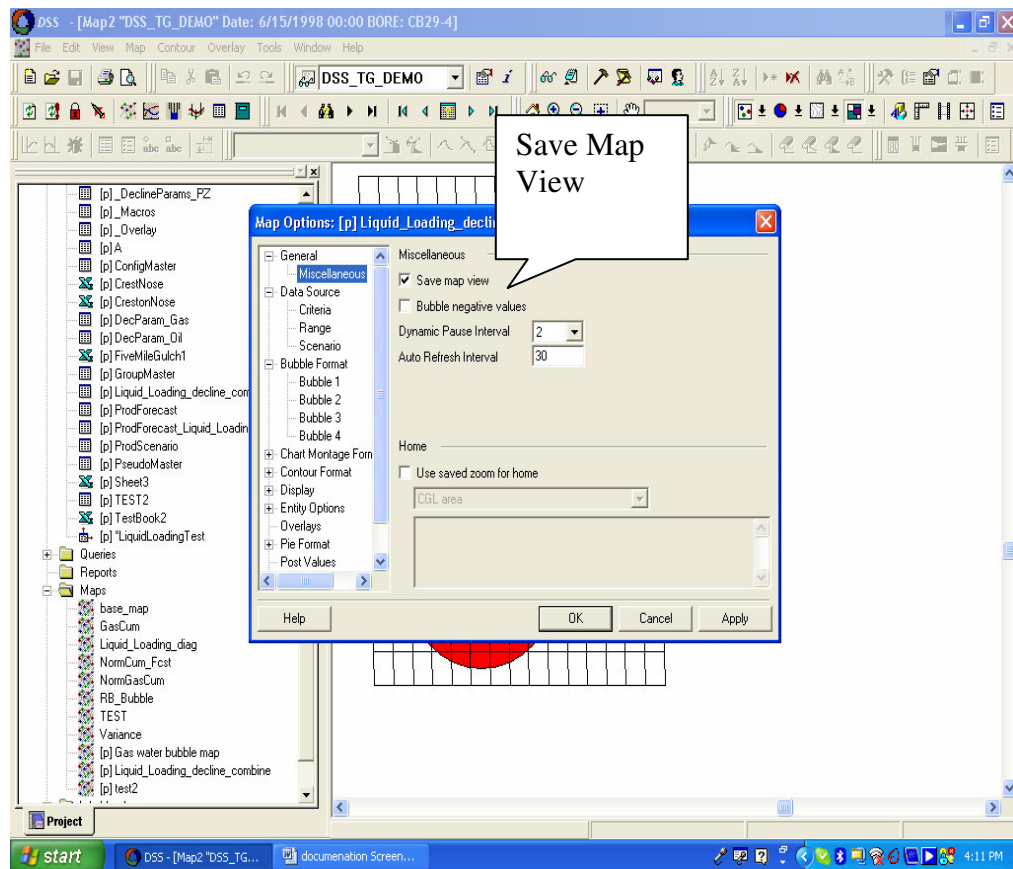 DSS - [Map2 "DSS_TG_DEMO" Date: 6/15/1998 00:00 BORE: CB29-4]
File Edit View Map Contour Overlay Tools Window Help
DSS_TG_DEMO
abc abc
Save Map
View
[p] _DeclineParams_PZ
[p] _Macros
[p] _Overlay
[p] A
[p] ConfigMaster
[p] CrestNose
[p] CrestonNose
[p] DecParam_Gas
[p] DecParam_Oil
[p] FiveMileGulch1
[p] GroupMaster
[p] Liquid_Loading_decline_com
[p] ProdForecast
[p] ProdForecast_Liquid_Loadin
[p] ProdScenario
[p] PseudoMaster
[p] Sheet3
[p] TEST2
[p] TestBook2
[p] "LiquidLoadingTest
Queries
Reports
Maps
base_map
GasCum
Liquid_Loading_diag
NormCum_Fcst
NormGasCum
RB_Bubble
TEST
Variance
[p] Gas water bubble map
[p] Liquid_Loading_decline_combine
[p] test2
Project
Map Options: [p] Liquid_Loading_decli
General
Miscellaneous
Data Source
Criteria
Range
Scenario
Bubble Format
Bubble 1
Bubble 2
Bubble 3
Bubble 4
Chart Montage Forn
Contour Format
Display
Entity Options
Overlays
Pie Format
Post Values
Miscellaneous
Save map view
Bubble negative values
Dynamic Pause Interval 2
Auto Refresh Interval 30
Home
Use saved zoom for home
CGL area
Help OK Cancel Apply
start DSS - [Map2 "DSS_TG... documenation Screen... 4:11 PM